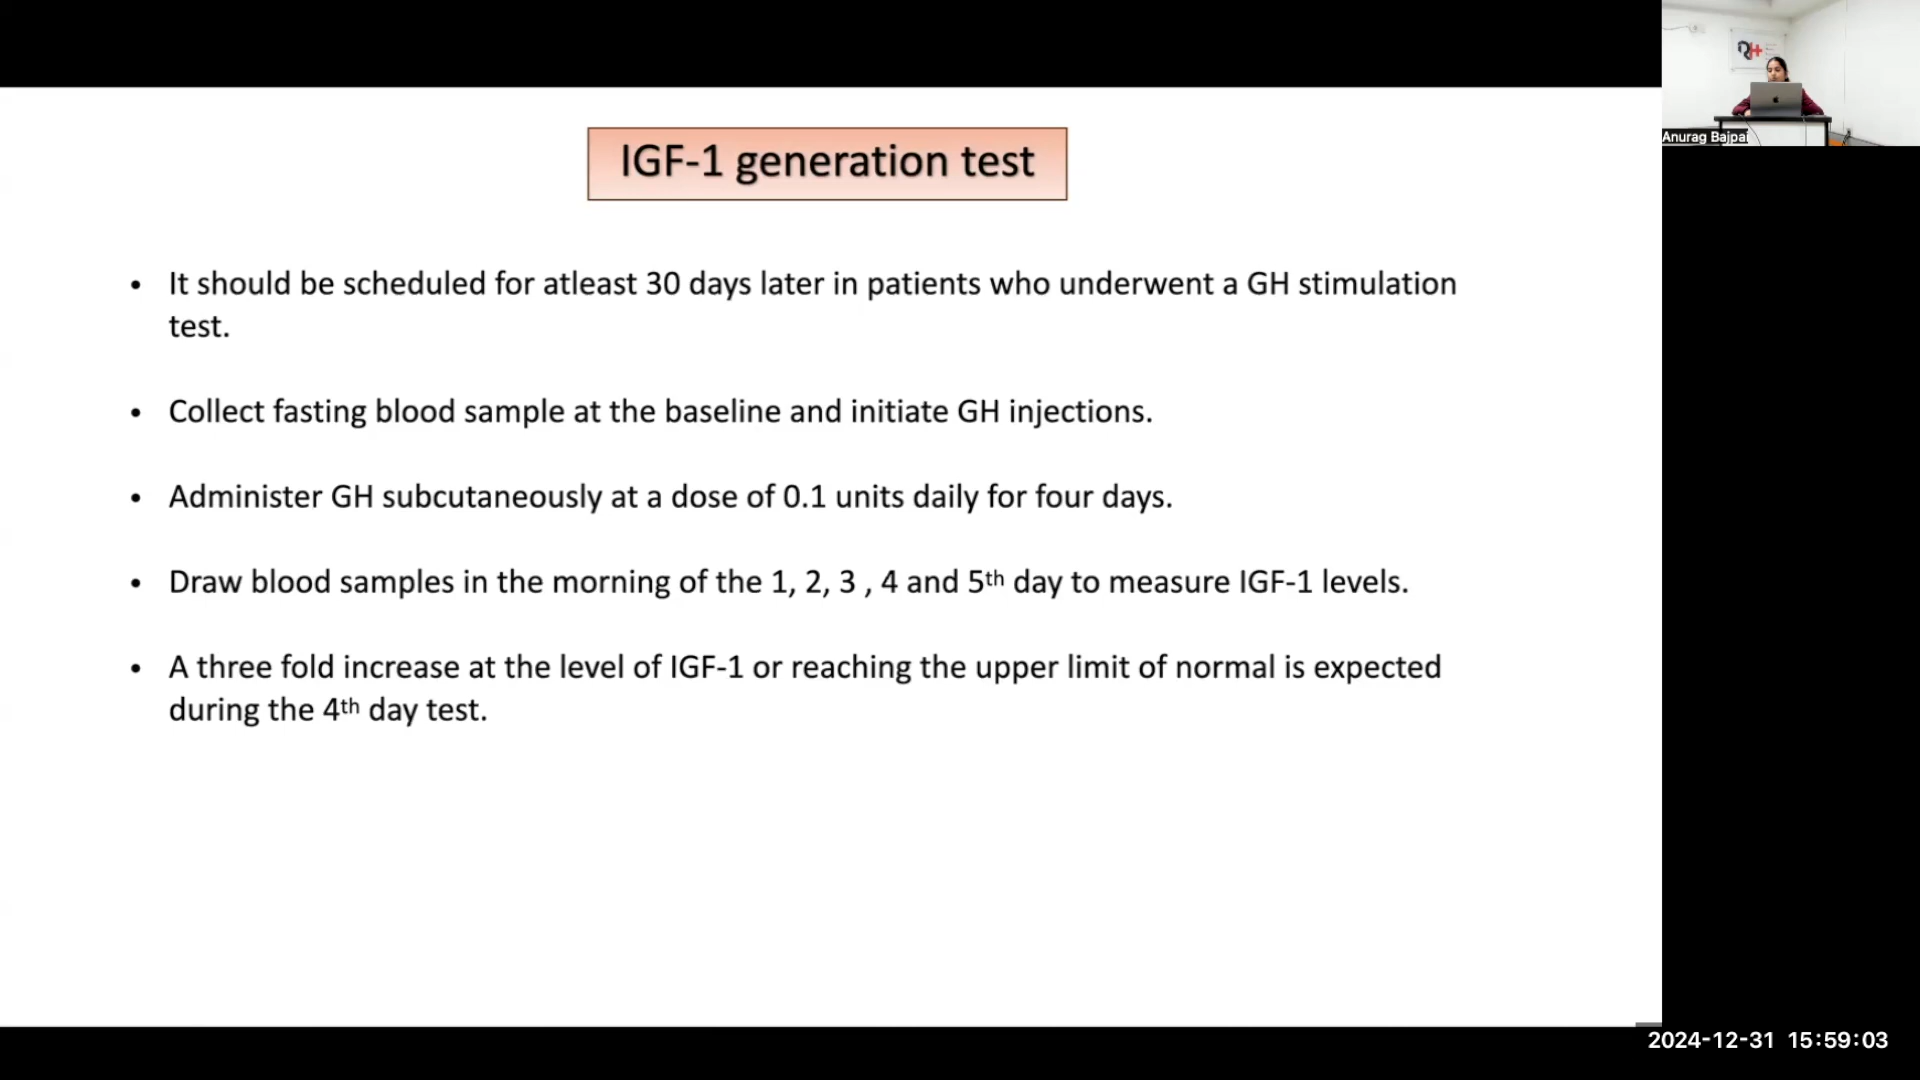 IGF-1 generation test
• It should be scheduled for atleast 30 days later in patients who underwent a GH stimulation
test.
• Collect fasting blood sample at the baseline and initiate GH injections.
• Administer GH subcutaneously at a dose of 0.1 units daily for four days.
• Draw blood samples in the morning of the 1, 2, 3 , 4 and 5th day to measure IGF-1 levels.
• A three fold increase at the level of IGF-1 or reaching the upper limit of normal is expected
during the 4th day test.
Anurag Bajpai
2024-12-31 15:59:03